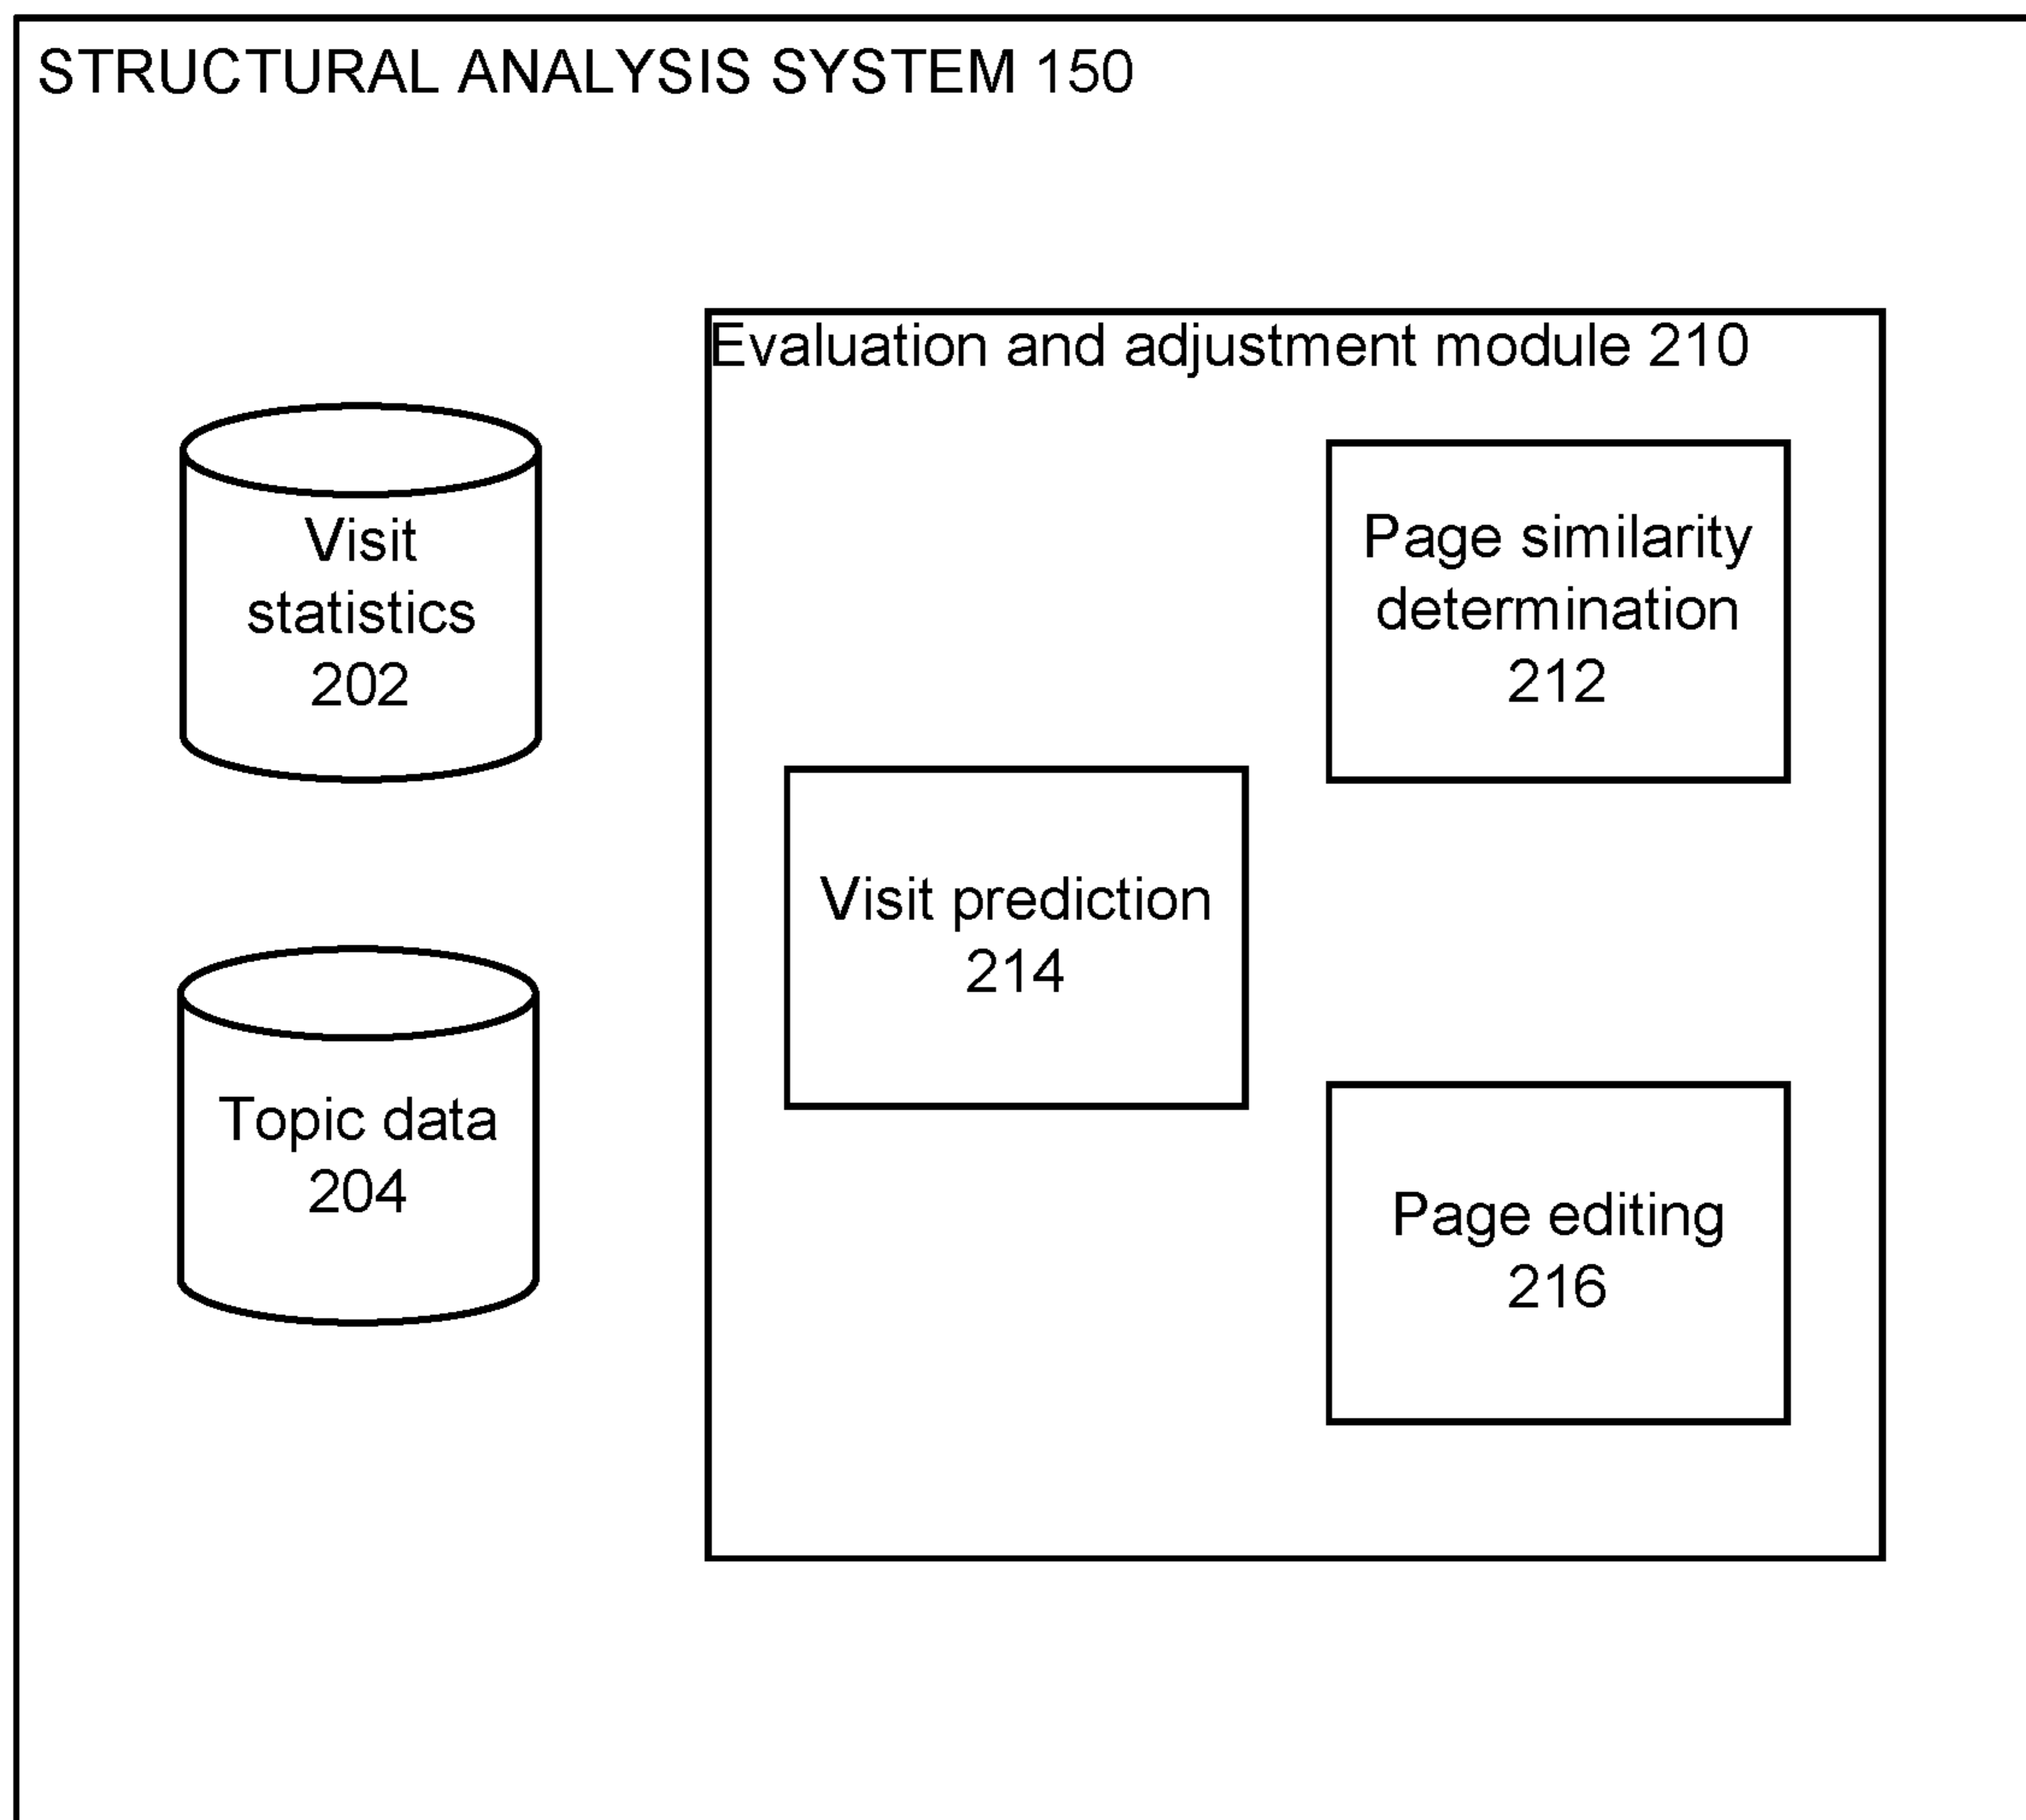 STRUCTURAL ANALYSIS SYSTEM 150
Evaluation and adjustment module 210
Visit
statistics
202
Page similarity
determination
212
Visit prediction
214
Topic data
204
Page editing
216